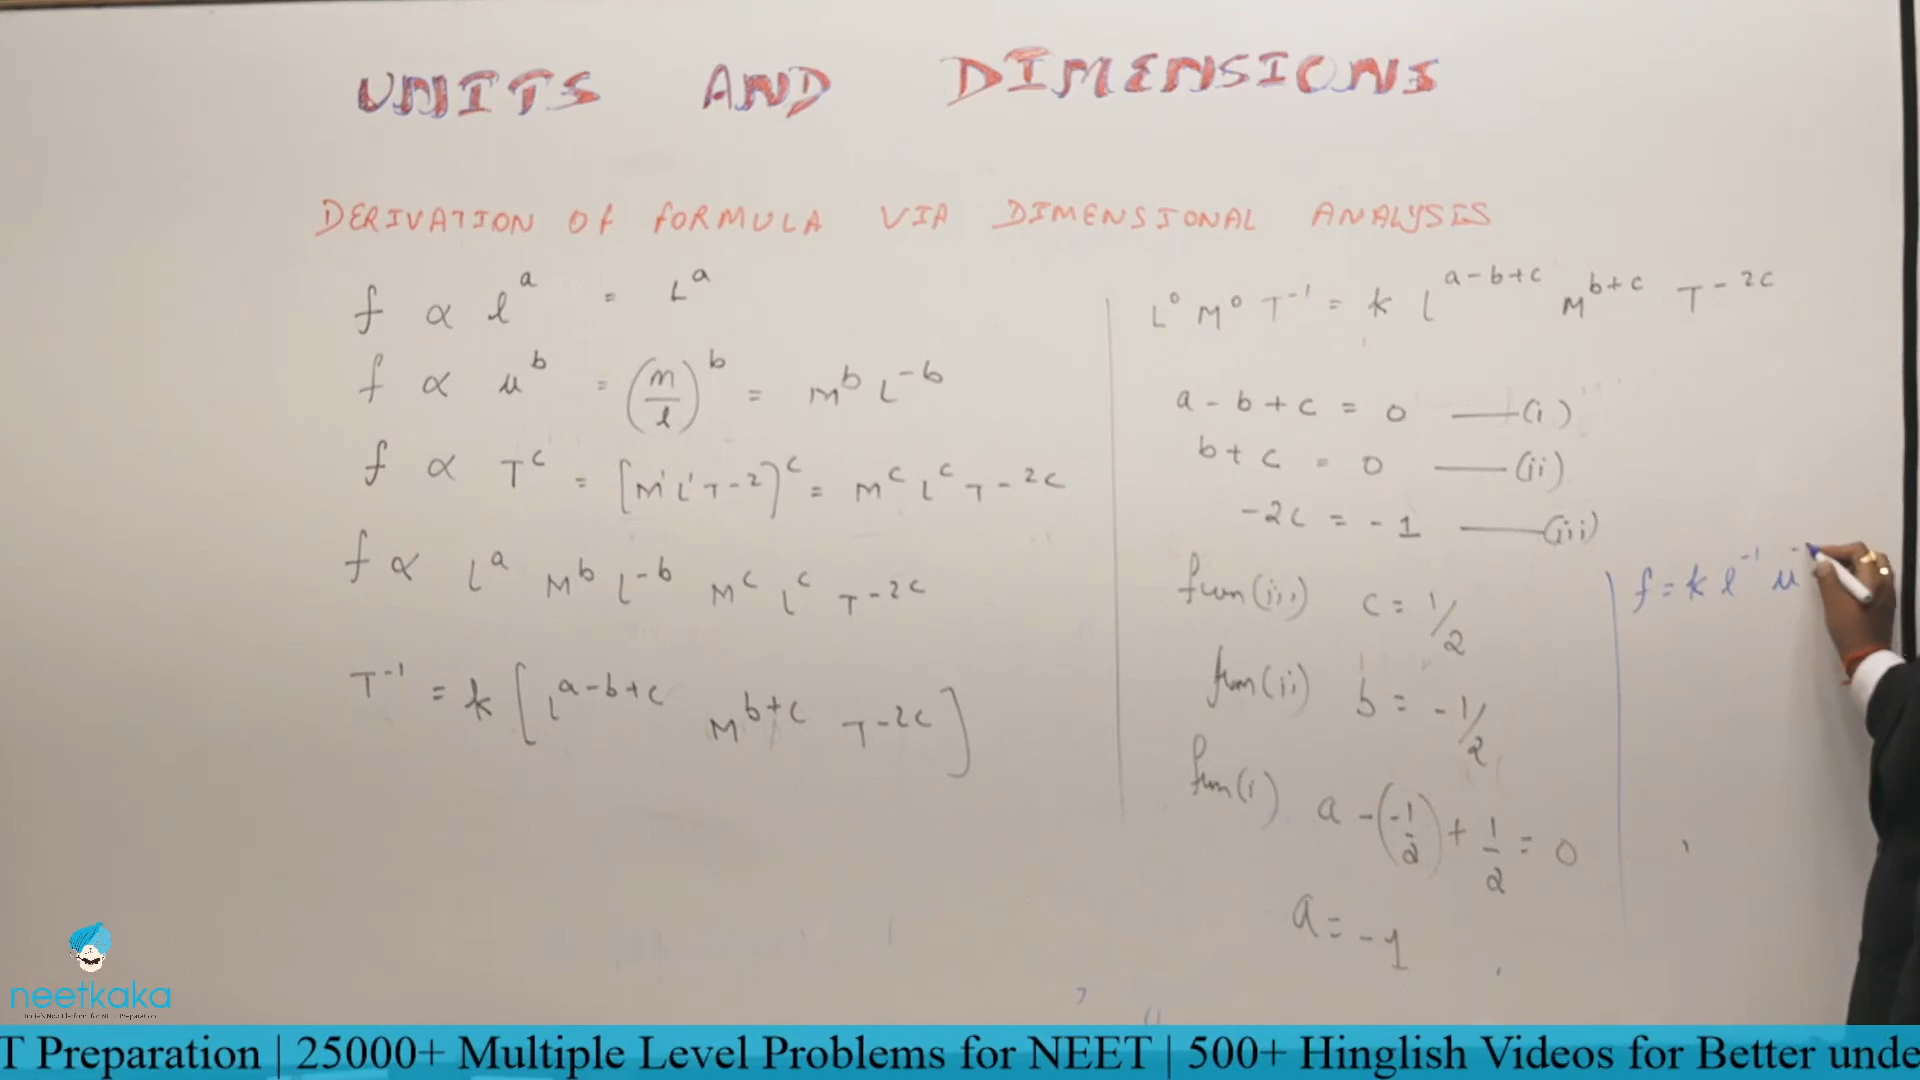 UNITS AND DIMENSIONS
DERIVATION OF FORMULA VIA DIMENSIONAL ANALYSIS
f ∝ l^a = L^a
f ∝ u^b = (m/l)^b = M^b L^-b
f ∝ T^c = [M^1 L^1 T^-2]^c = M^c L^c T^-2c
f ∝ L^a M^b L^-b M^c L^c T^-2c
T^-1 = k [L^a-b+c M^b+c T^-2c]
L^0 M^0 T^-1 = k L^a-b+c M^b+c T^-2c
a - b + c = 0 —(i)
b + c = 0 —(ii)
-2c = -1 —(iii)
from (iii) c = 1/2
from (ii) b = -1/2
from (i) a - (-1/2) + 1/2 = 0
a = -1
f = k l^-1 u^-
neetkaka
T Preparation | 25000+ Multiple Level Problems for NEET | 500+ Hinglish Videos for Better unde